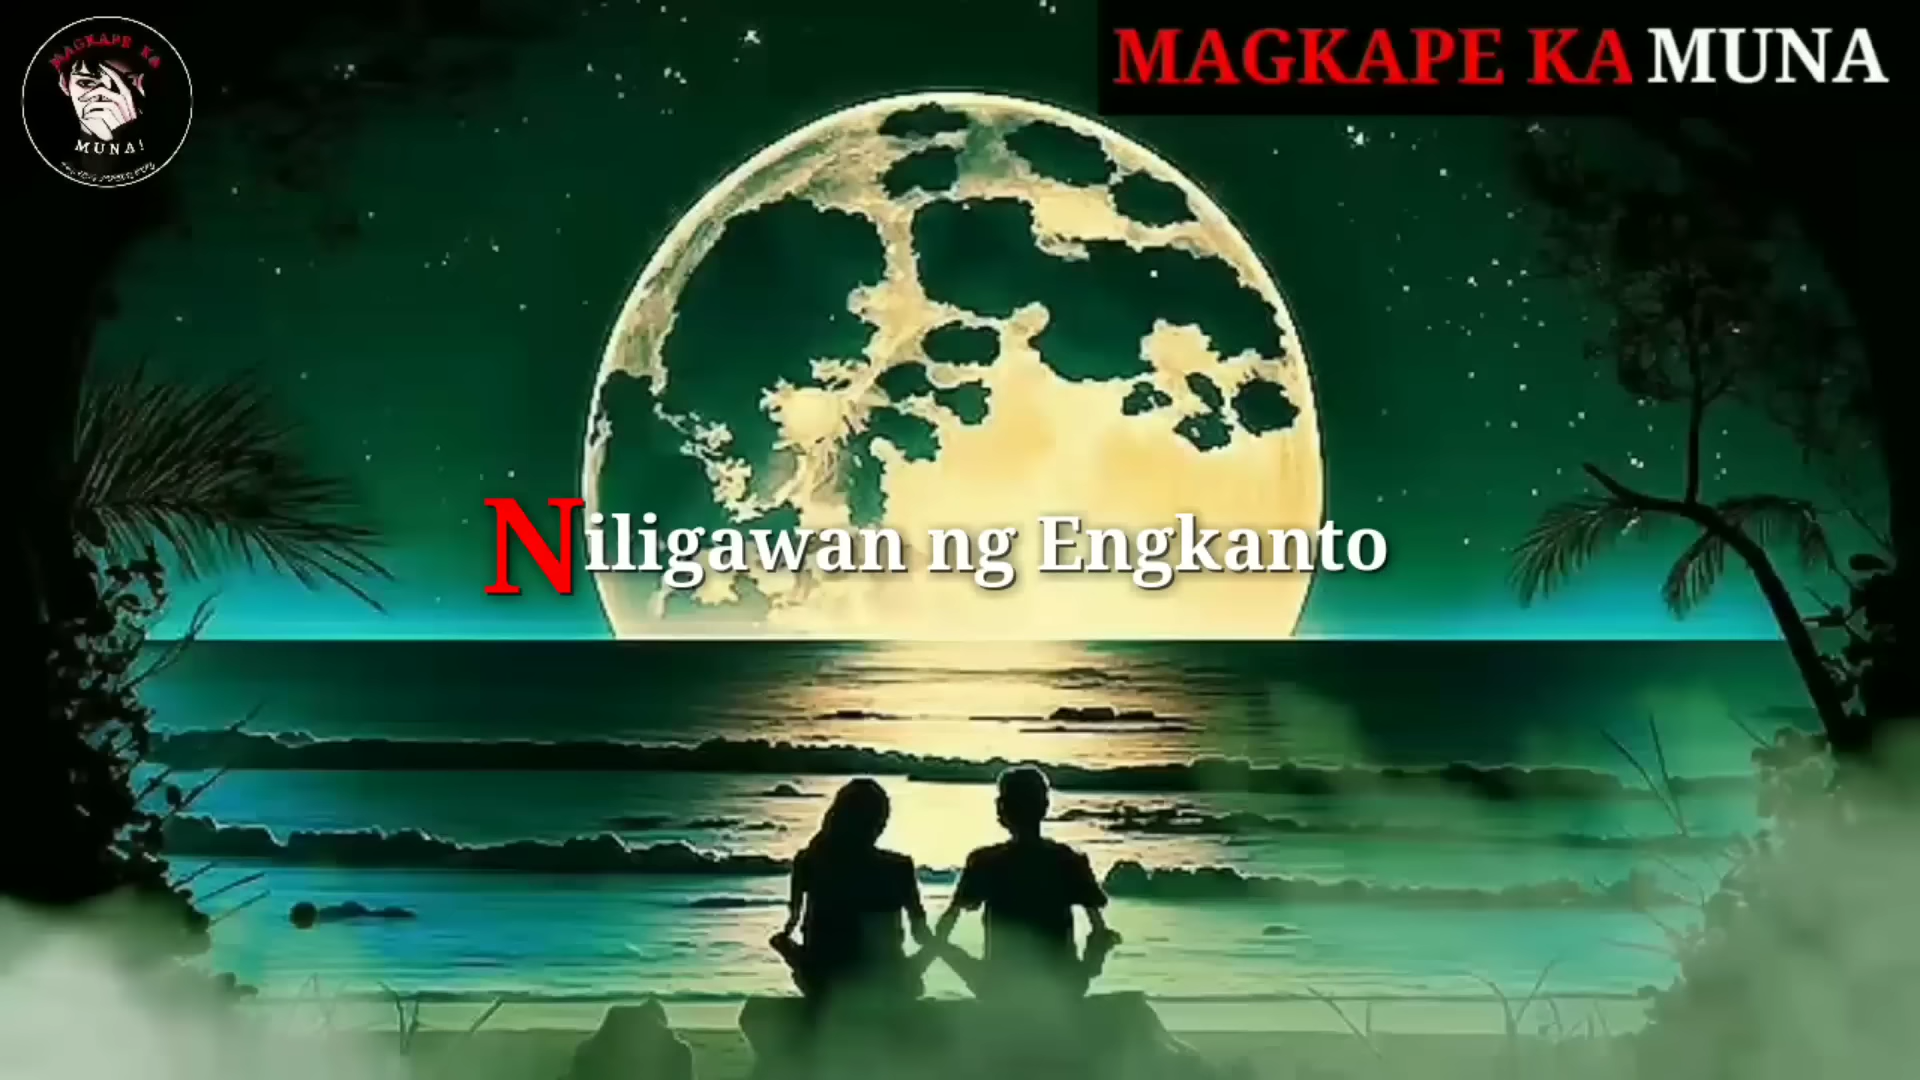 MAGKAPE KA
MUNA!
MAGKAPE KA MUNA
Niligawan ng Engkanto